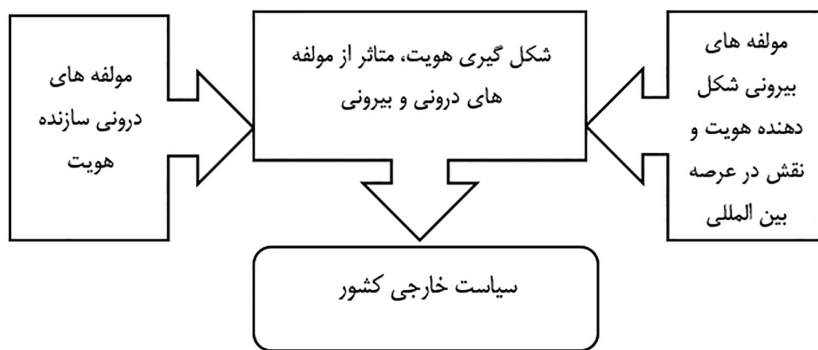 مولفه های
بیرونی شکل
دهنده هویت و
نقش در عرصه
بین المللی
شکل گیری هویت، متاثر از مولفه
های درونی و بیرونی
مولفه های
درونی سازنده
هویت
سیاست خارجی کشور